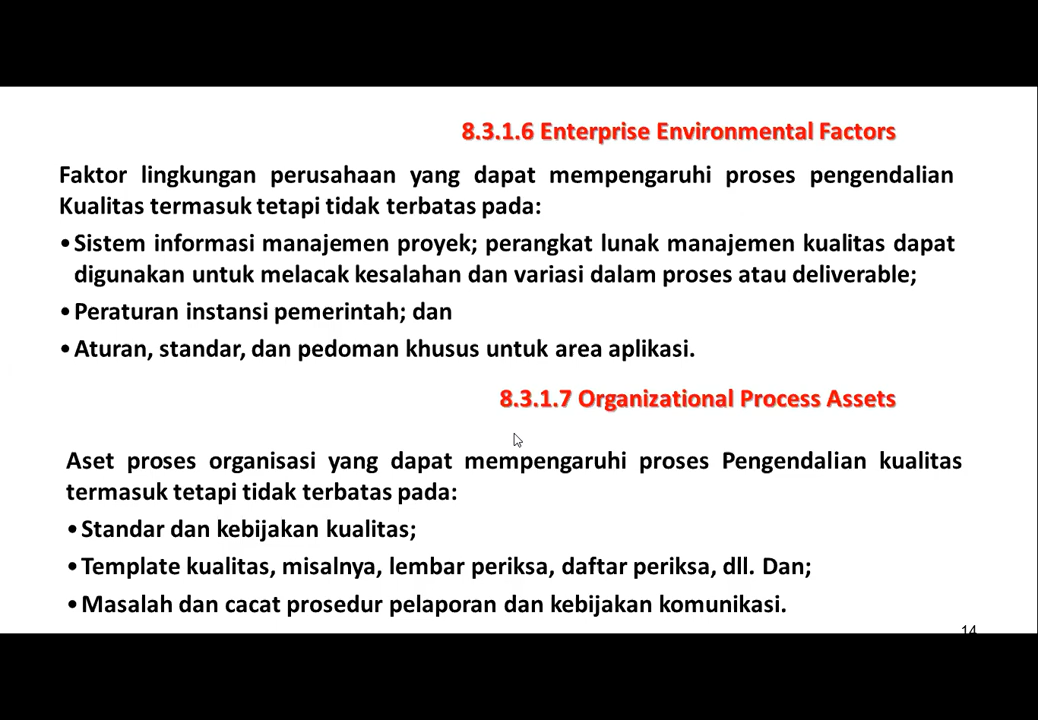 8.3.1.6 Enterprise Environmental Factors
Faktor lingkungan perusahaan yang dapat mempengaruhi proses pengendalian
Kualitas termasuk tetapi tidak terbatas pada:
•Sistem informasi manajemen proyek; perangkat lunak manajemen kualitas dapat
digunakan untuk melacak kesalahan dan variasi dalam proses atau deliverable;
•Peraturan instansi pemerintah; dan
•Aturan, standar, dan pedoman khusus untuk area aplikasi.
8.3.1.7 Organizational Process Assets
Aset proses organisasi yang dapat mempengaruhi proses Pengendalian kualitas
termasuk tetapi tidak terbatas pada:
•Standar dan kebijakan kualitas;
•Template kualitas, misalnya, lembar periksa, daftar periksa, dll. Dan;
•Masalah dan cacat prosedur pelaporan dan kebijakan komunikasi.
14